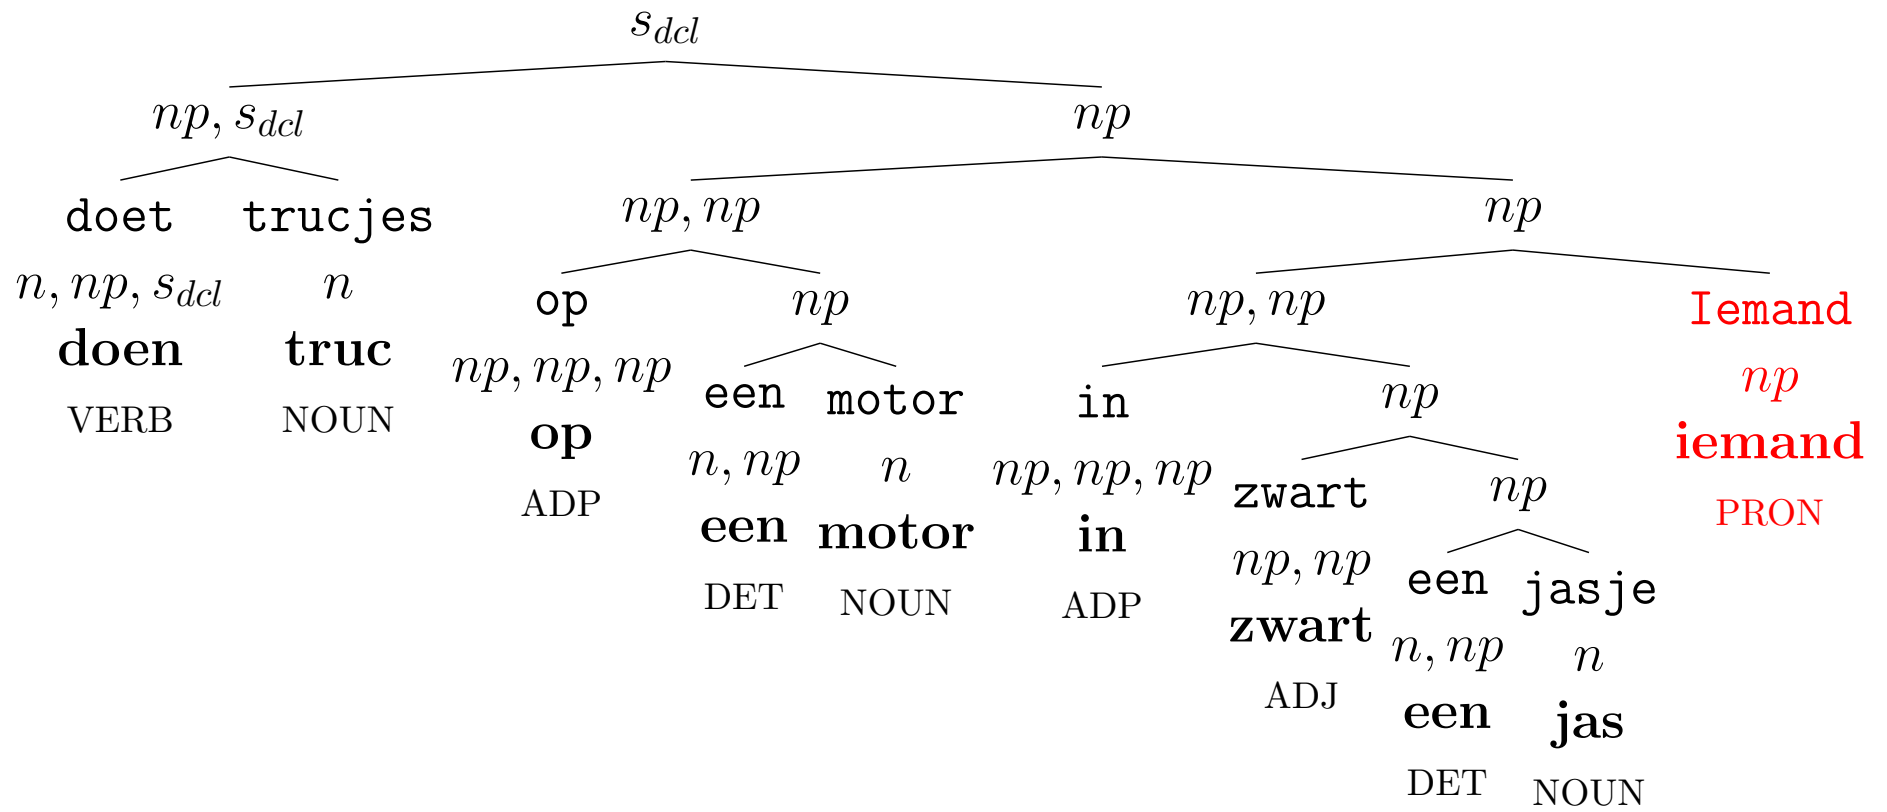 s_dcl
np, s_dcl np
doet trucjes np, np np
n, np, s_dcl n op np np, np Iemand
doen truc np, np, np een motor in np np
VERB NOUN op n, np n np, np, np zwart np iemand
ADP een motor in np, np een jasje PRON
DET NOUN ADP zwart n, np n
ADJ een jas
DET NOUN